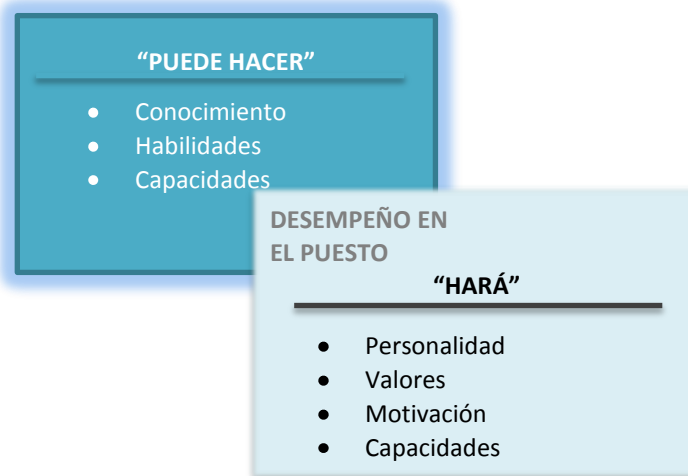 “PUEDE HACER”
● Conocimiento
● Habilidades
● Capacidades
DESEMPEÑO EN
EL PUESTO
“HARÁ”
● Personalidad
● Valores
● Motivación
● Capacidades